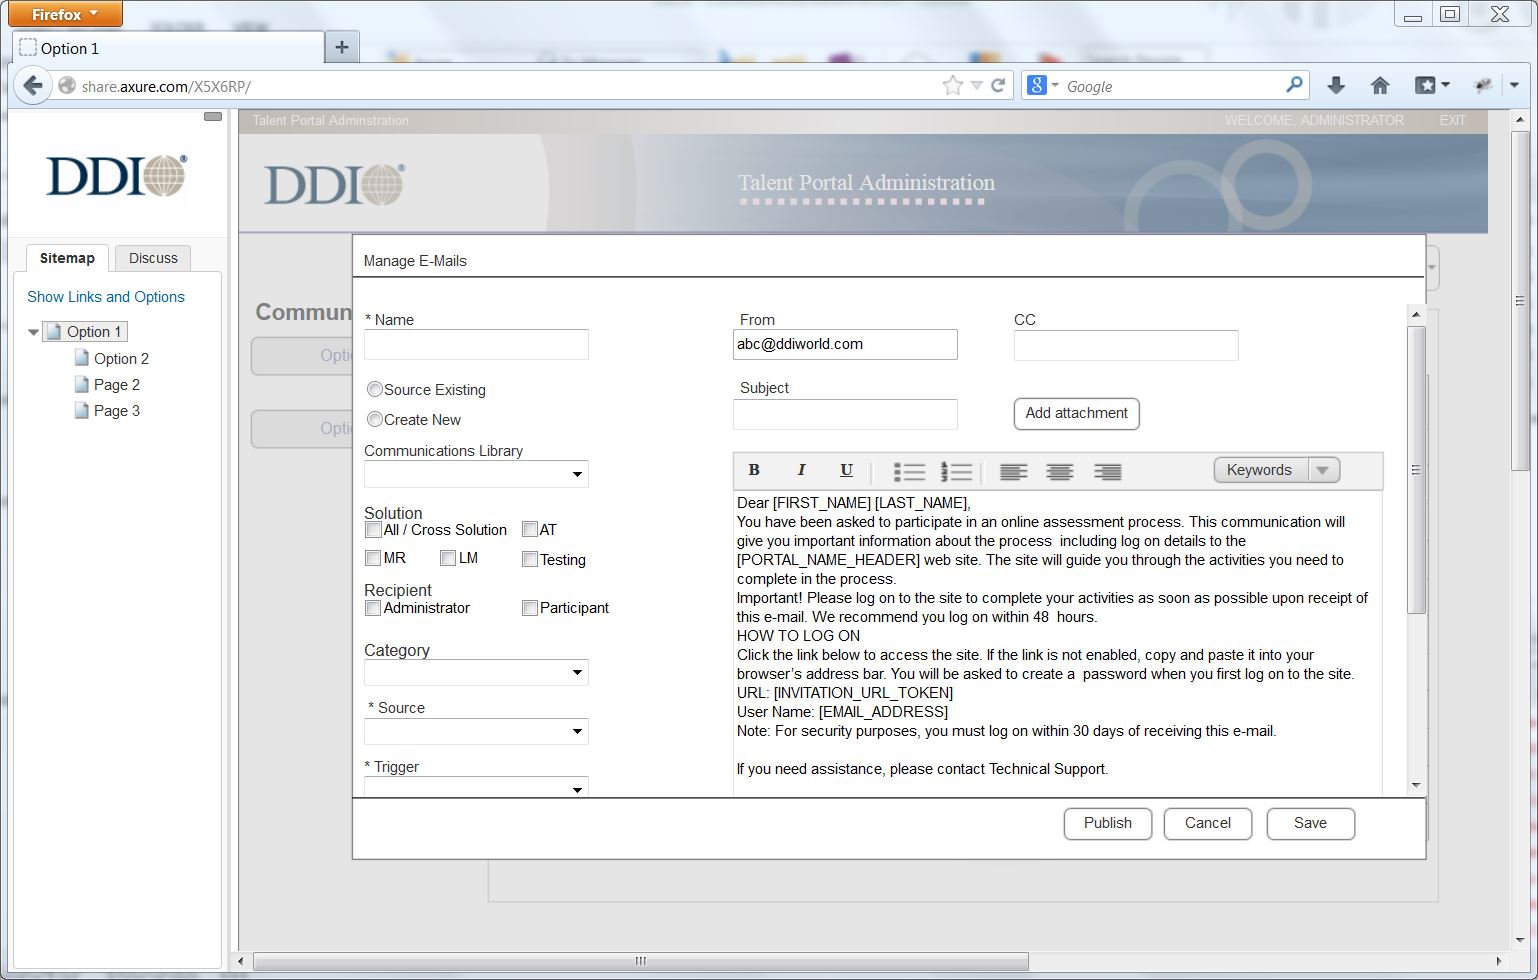 Firefox
Option 1
share.axure.com/X5X6RP/
Google
DDI®
Sitemap
Discuss
Show Links and Options
Option 1
Option 2
Page 2
Page 3
Talent Portal Adminstration
WELCOME, ADMINISTRATOR
EXIT
DDI®
Talent Portal Administration
Commun
Optic
Optic
Manage E-Mails
* Name
Source Existing
Create New
Communications Library
Solution
All / Cross Solution
AT
MR
LM
Testing
Recipient
Administrator
Participant
Category
* Source
* Trigger
From
abc@ddiworld.com
CC
Subject
Add attachment
B I U
Keywords
Dear [FIRST_NAME] [LAST_NAME],
You have been asked to participate in an online assessment process. This communication will
give you important information about the process  including log on details to the
[PORTAL_NAME_HEADER] web site. The site will guide you through the activities you need to
complete in the process.
Important! Please log on to the site to complete your activities as soon as possible upon receipt of
this e-mail. We recommend you log on within 48  hours.
HOW TO LOG ON
Click the link below to access the site. If the link is not enabled, copy and paste it into your
browser’s address bar. You will be asked to create a  password when you first log on to the site.
URL: [INVITATION_URL_TOKEN]
User Name: [EMAIL_ADDRESS]
Note: For security purposes, you must log on within 30 days of receiving this e-mail.
If you need assistance, please contact Technical Support.
Publish
Cancel
Save